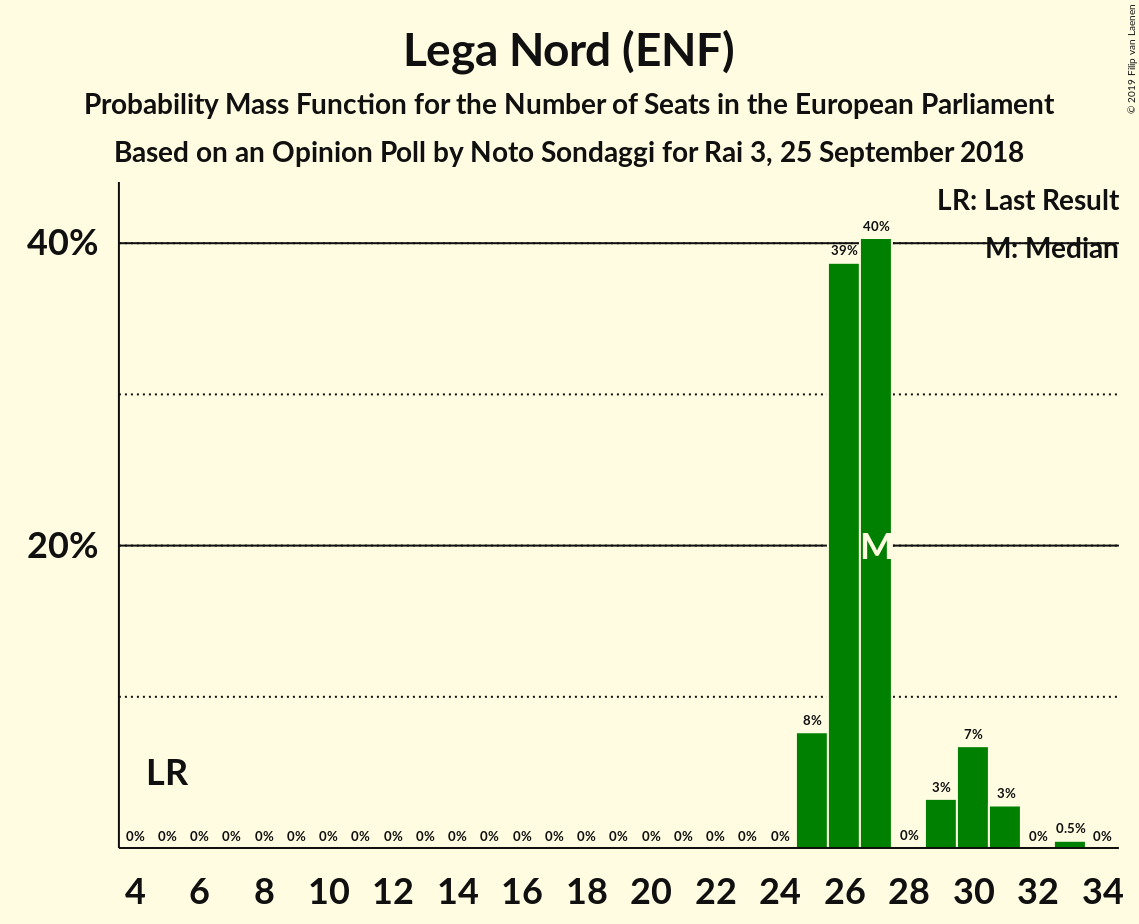 Lega Nord (ENF)
Probability Mass Function for the Number of Seats in the European Parliament
Based on an Opinion Poll by Noto Sondaggi for Rai 3, 25 September 2018
© 2019 Filip van Laenen
LR: Last Result
M: Median
40%
20%
LR
M
0% 0% 0% 0% 0% 0% 0% 0% 0% 0% 0% 0% 0% 0% 0% 0% 0% 0% 0% 0% 0% 8% 39% 40% 0% 3% 7% 3% 0% 0.5% 0%
4 6 8 10 12 14 16 18 20 22 24 26 28 30 32 34